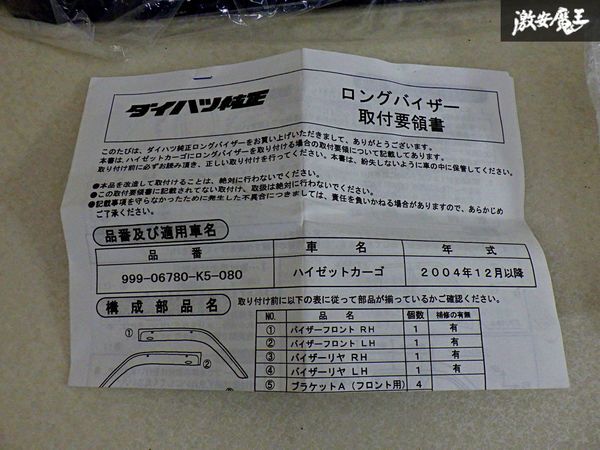 激安魔王
ダイハツ純正
ロングバイザー
取付要領書
このたびは、ダイハツ純正ロングバイザーをお買い上げいただきまして、ありがとうございます。
本書は、ハイゼットカーゴにロングバイザーを取り付ける場合の取付要領について記載してあります。
取り付け前に必ずお読み頂き、正しい取り付けを行ってください。本書は、紛失しないように車の中に保管してください。
●本品を改造して取付けることは、絶対に行わないでください。
●この取付要領書に記載されてない取付け、取扱は絶対に行わないでください。
●記載事項を守らなかったために発生した不具合につきましては、責任を負いかねる場合がありますので、あらかじめ
ご了承ください。
品番及び適用車名
品番 車名 年式
999-06780-K5-080 ハイゼットカーゴ 2004年12月以降
構成部品名 取り付け前に以下の表に従って部品が揃っているかご確認ください。
NO. 品名 個数 補修の有無
① バイザーフロント RH 1 有
② バイザーフロント LH 1 有
③ バイザーリヤ RH 1 有
④ バイザーリヤ LH 1 有
⑤ ブラケットA（フロント用） 4
①
②